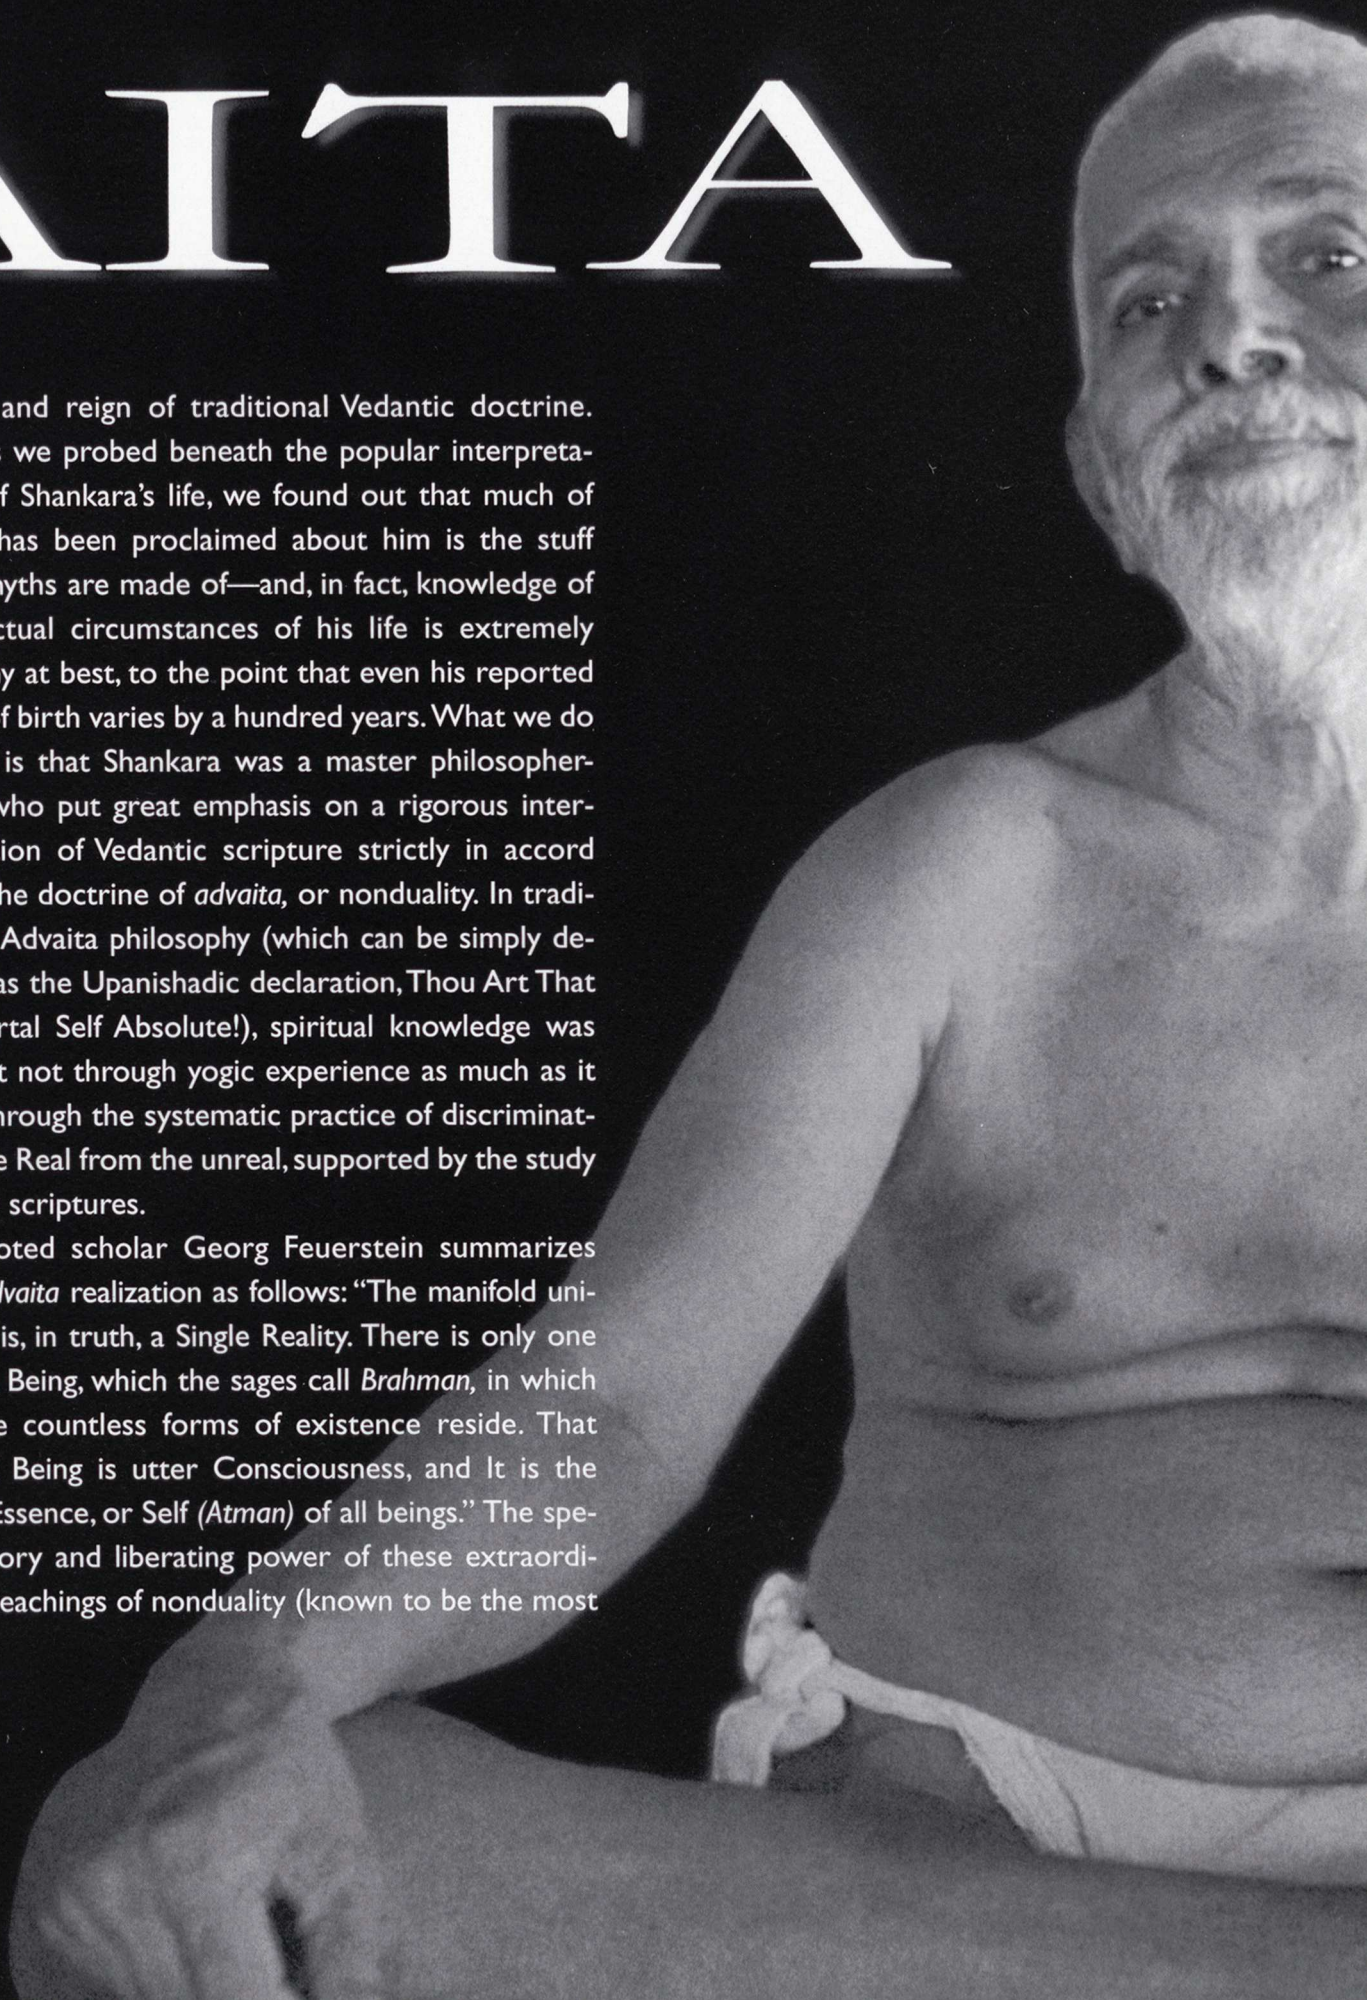 AITA
and reign of traditional Vedantic doctrine.
we probed beneath the popular interpreta-
f Shankara's life, we found out that much of
has been proclaimed about him is the stuff
yths are made of—and, in fact, knowledge of
ctual circumstances of his life is extremely
y at best, to the point that even his reported
f birth varies by a hundred years. What we do
is that Shankara was a master philosopher-
who put great emphasis on a rigorous inter-
ion of Vedantic scripture strictly in accord
he doctrine of advaita, or nonduality. In tradi-
Advaita philosophy (which can be simply de-
as the Upanishadic declaration, Thou Art That
rtal Self Absolute!), spiritual knowledge was
t not through yogic experience as much as it
hrough the systematic practice of discriminat-
e Real from the unreal, supported by the study
scriptures.
oted scholar Georg Feuerstein summarizes
dvaita realization as follows: “The manifold uni-
is, in truth, a Single Reality. There is only one
Being, which the sages call Brahman, in which
e countless forms of existence reside. That
Being is utter Consciousness, and It is the
Essence, or Self (Atman) of all beings.” The spe-
ory and liberating power of these extraordi-
eachings of nonduality (known to be the most